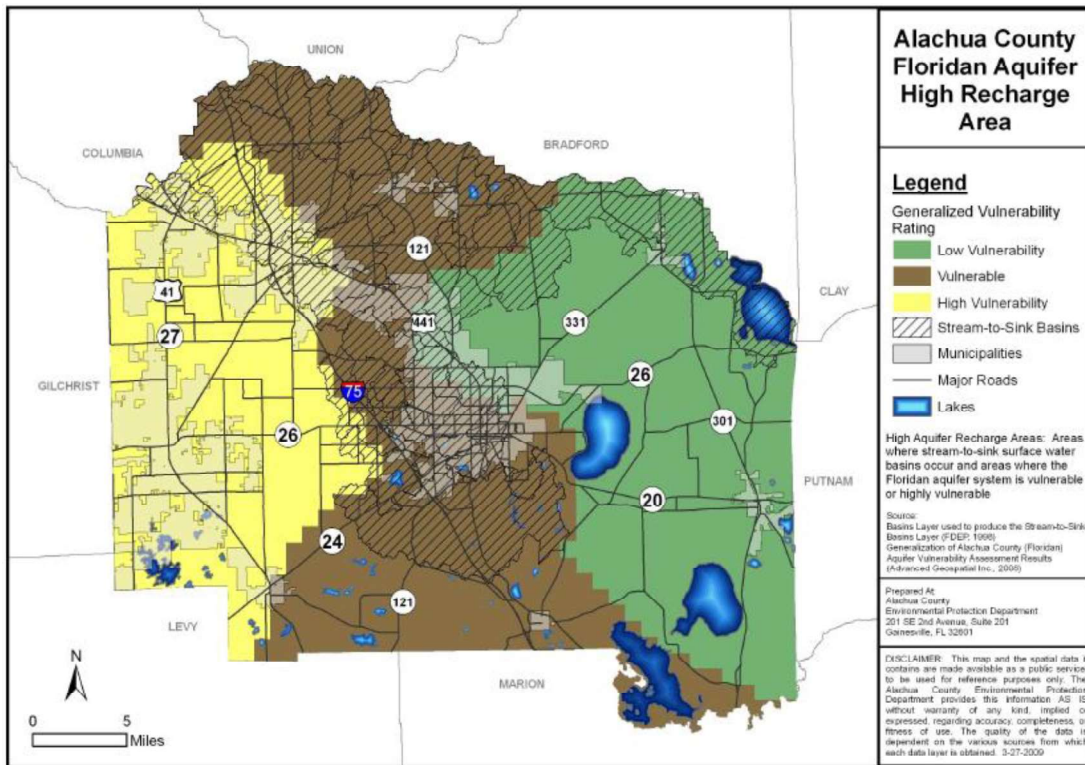 Alachua County
Floridan Aquifer
High Recharge
Area
Legend
Generalized Vulnerability
Rating
Low Vulnerability
Vulnerable
High Vulnerability
Stream-to-Sink Basins
Municipalities
Major Roads
Lakes
High Aquifer Recharge Areas: Areas
where stream-to-sink surface water
basins occur and areas where the
Floridan aquifer system is vulnerable
or highly vulnerable
Source:
Basins Layer used to produce the Stream-to-Sink
Basins Layer (FDEP, 1998)
Generalization of Alachua County (Floridan)
Aquifer Vulnerability Assessment Results
(Advanced Geospatial Inc., 2005)
Prepared At:
Alachua County
Environmental Protection Department
201 SE 2nd Avenue, Suite 201
Gainesville, FL 32601
DISCLAIMER: This map and the spatial data i
contains are made available as a public service
to be used for reference purposes only. The
Alachua County Environmental Protection
Department provides this information AS IS
without warranty of any kind, implied o
expressed, regarding accuracy, completeness, o
fitness of use. The quality of the data i
dependent on the various sources from which
each data layer is obtained. 3-27-2009
UNION
COLUMBIA
BRADFORD
CLAY
GILCHRIST
PUTNAM
LEVY
MARION
121
41
27
441
331
75
26
26
301
20
24
121
N
0 5
Miles